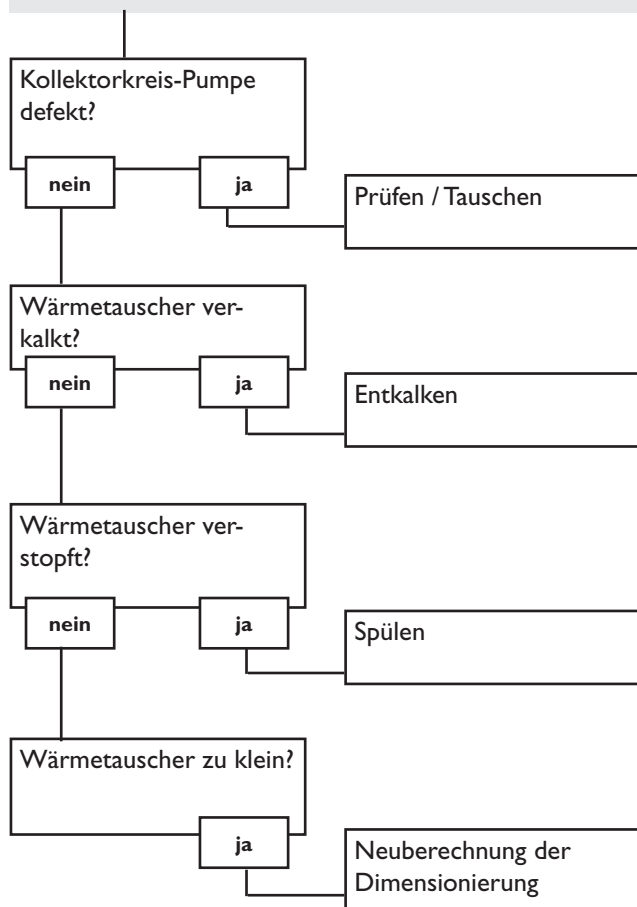 Kollektorkreis-Pumpe
defekt?
nein
ja
Prüfen / Tauschen
Wärmetauscher ver-
kalkt?
nein
ja
Entkalken
Wärmetauscher ver-
stopft?
nein
ja
Spülen
Wärmetauscher zu klein?
ja
Neuberechnung der
Dimensionierung